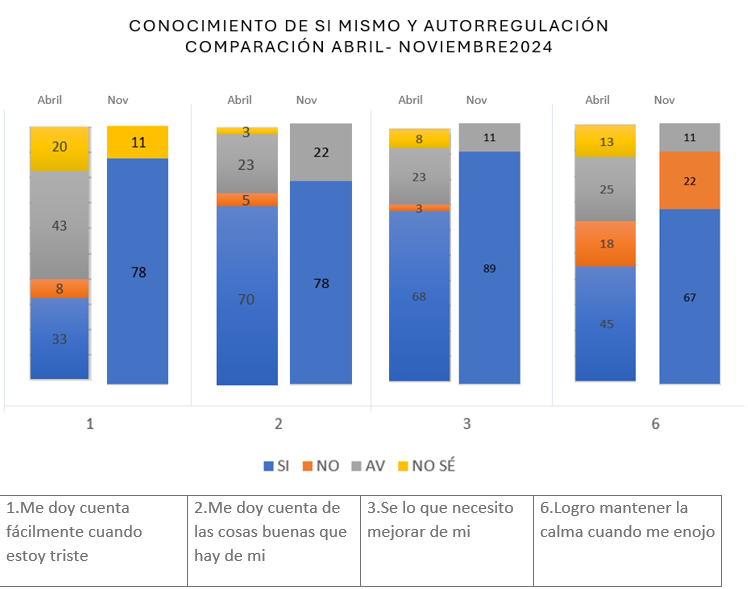 CONOCIMIENTO DE SI MISMO Y AUTORREGULACIÓN
COMPARACIÓN ABRIL- NOVIEMBRE2024
Abril Nov Abril Nov Abril Nov Abril Nov
20 11 3 22 8 11 13 11
43 78 23 78 23 89 25 22
8 5 3 18 67
33 70 68 45
1 2 3 6
SI NO AV NO SÉ
1.Me doy cuenta
fácilmente cuando
estoy triste
2.Me doy cuenta de
las cosas buenas que
hay de mi
3.Se lo que necesito
mejorar de mi
6.Logro mantener la
calma cuando me enojo